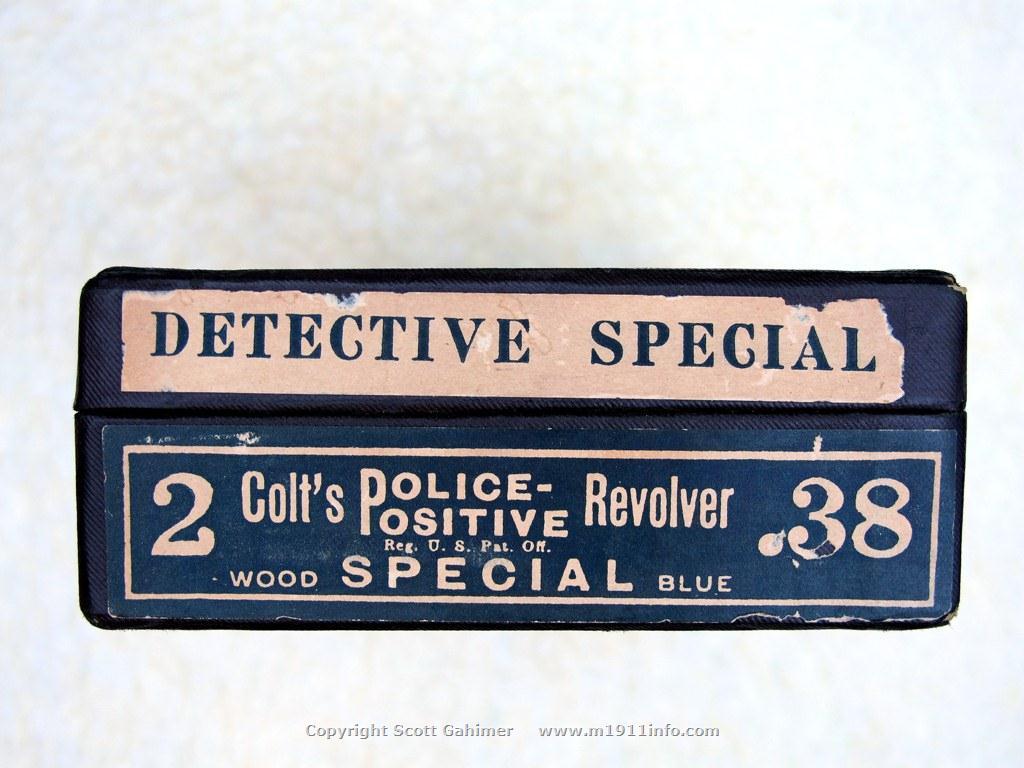 DETECTIVE SPECIAL
2 Colt's POLICE-POSITIVE Revolver .38
Reg. U. S. Pat. Off.
WOOD SPECIAL BLUE
Copyright Scott Gahimer www.m1911info.com